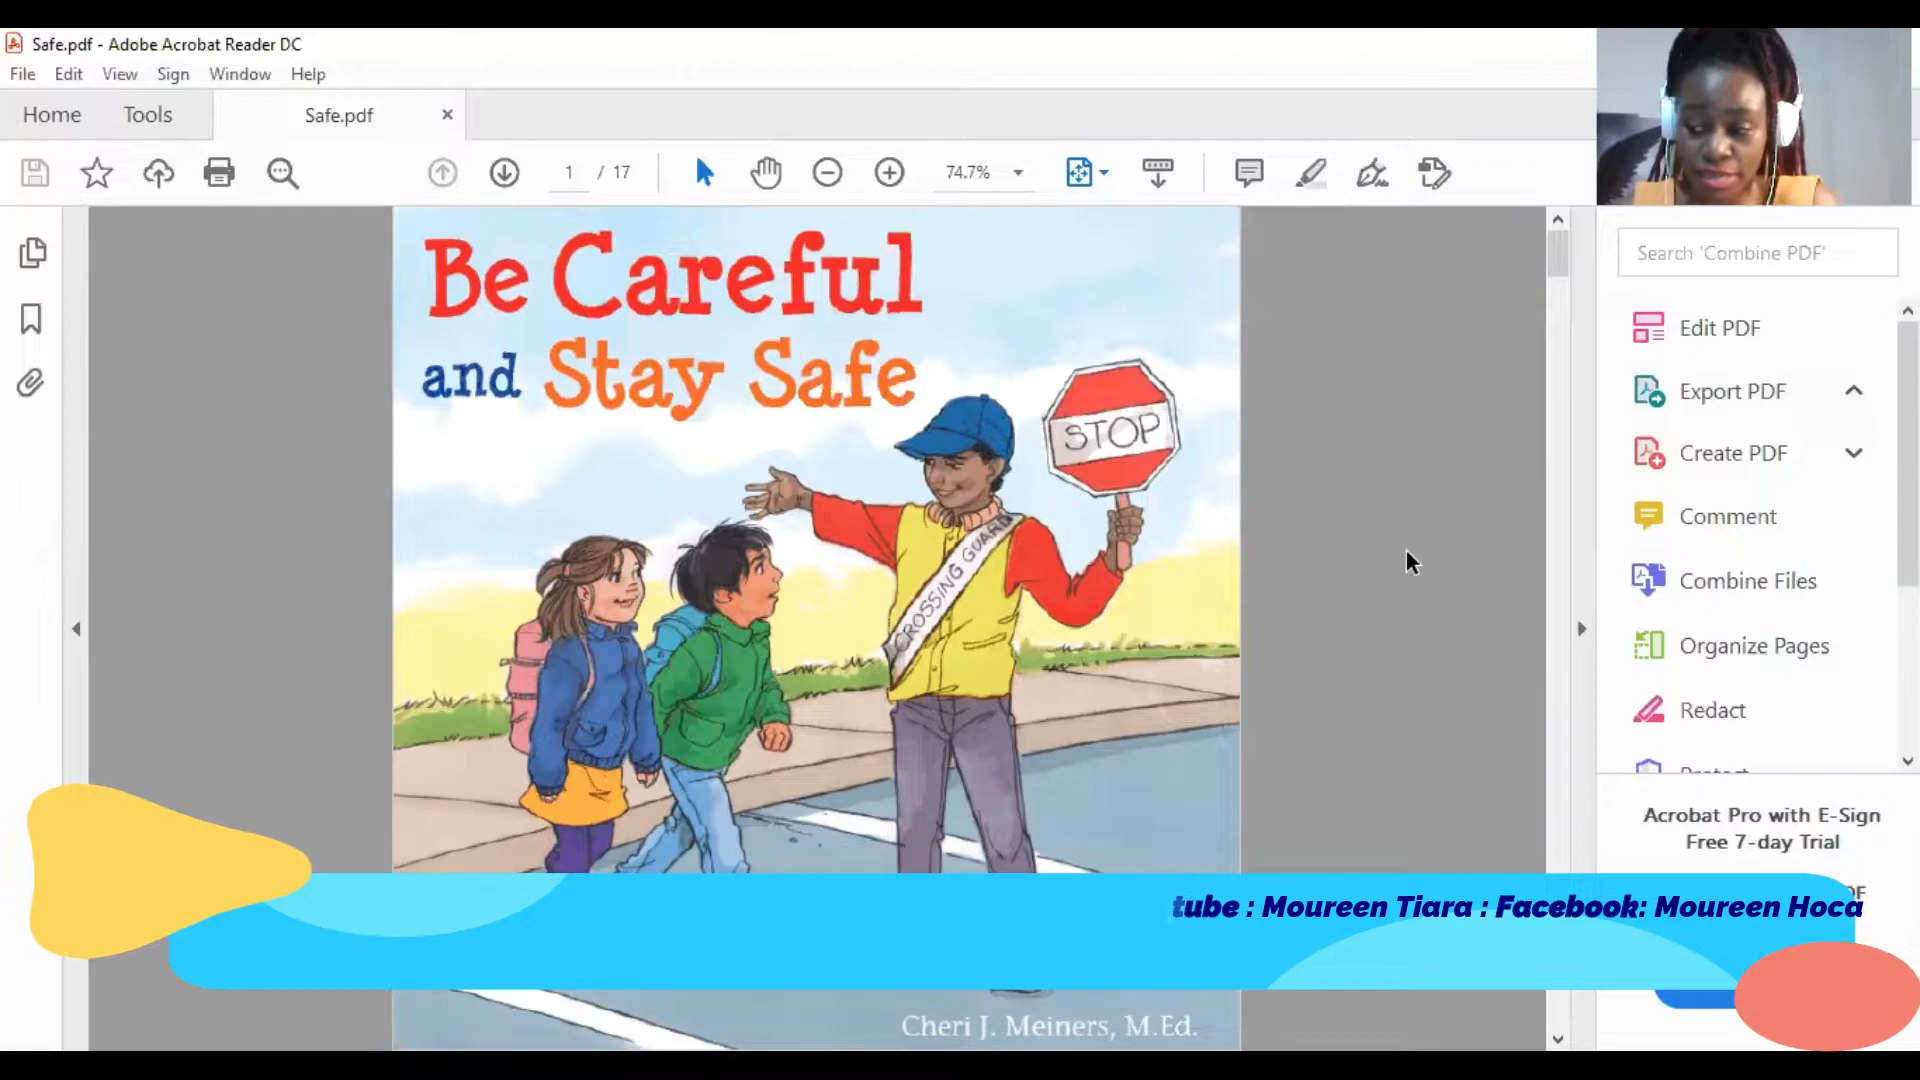 Safe.pdf - Adobe Acrobat Reader DC
File Edit View Sign Window Help
Home Tools Safe.pdf
1 / 17 74.7%
Search 'Combine PDF'
Edit PDF
Export PDF
Create PDF
Comment
Combine Files
Organize Pages
Redact
Acrobat Pro with E-Sign
Free 7-day Trial
Be Careful
and Stay Safe
STOP
CROSSING GUARD
tube : Moureen Tiara : Facebook: Moureen Hoca
Cheri J. Meiners, M.Ed.